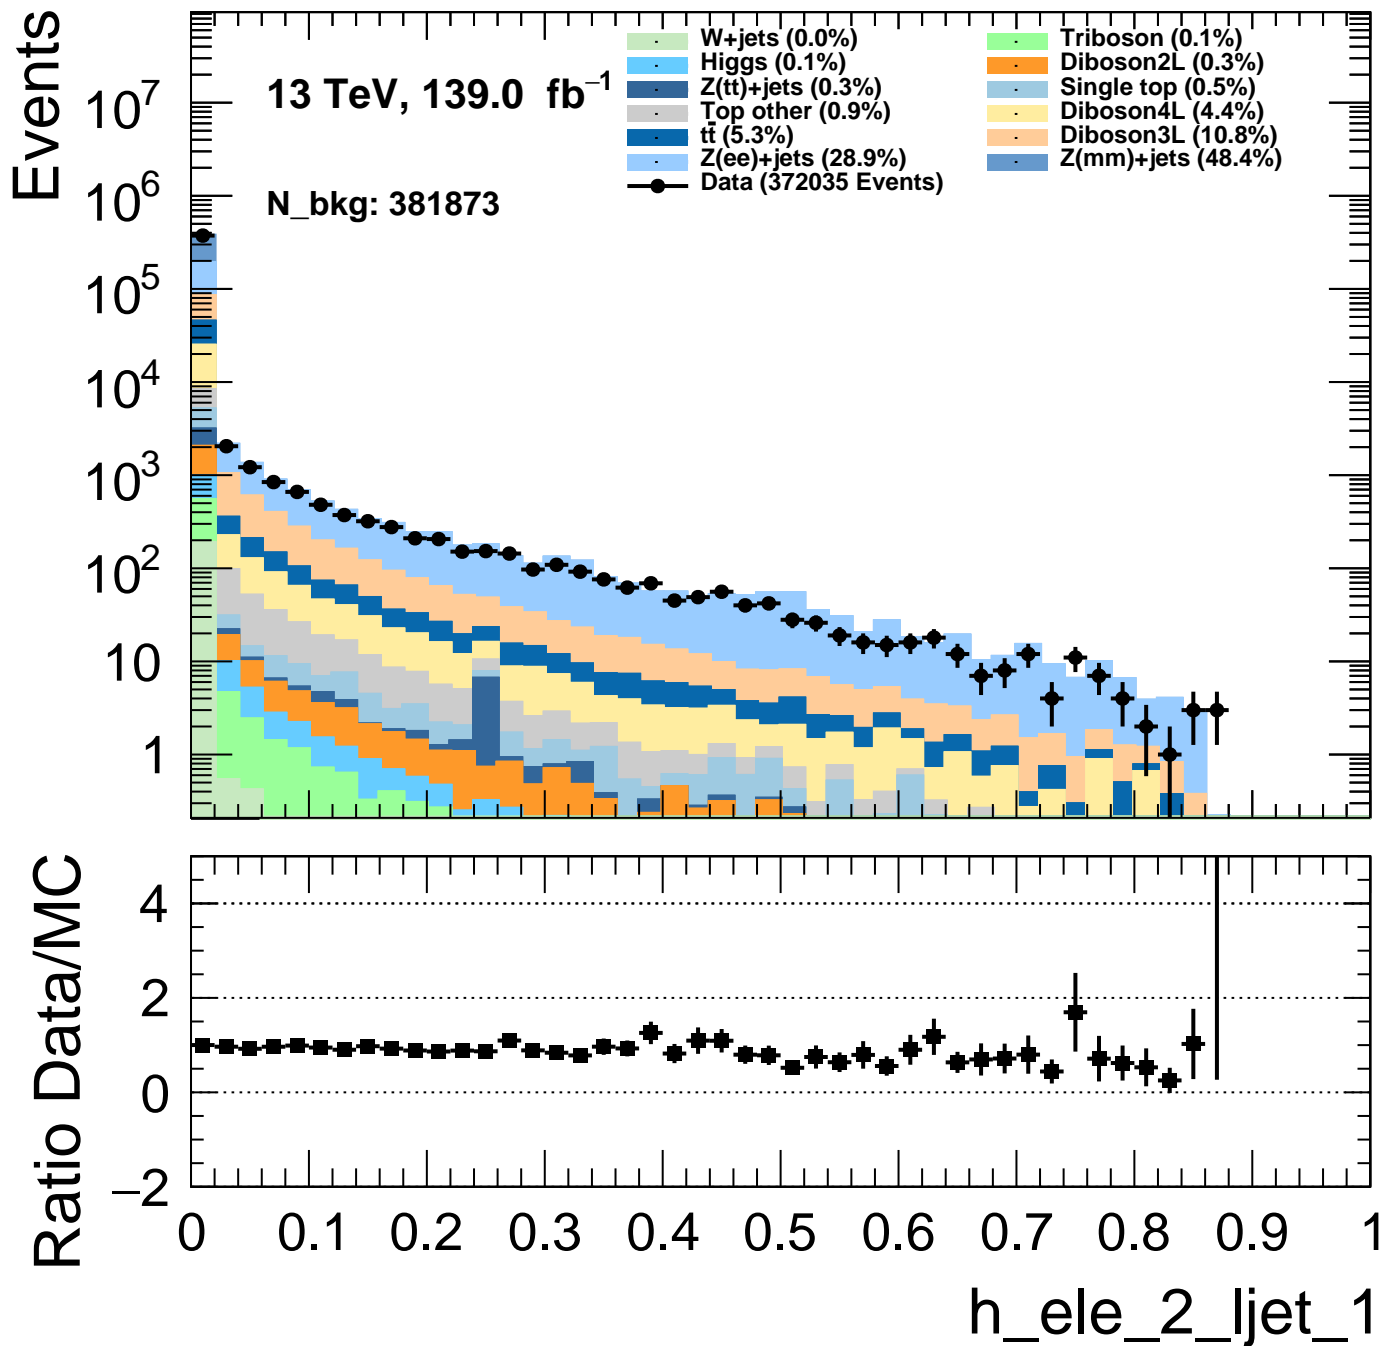 Events
13 TeV, 139.0 fb⁻¹
N_bkg: 381873
W+jets (0.0%)
Higgs (0.1%)
Z(tt)+jets (0.3%)
Top other (0.9%)
tt̄ (5.3%)
Z(ee)+jets (28.9%)
Data (372035 Events)
Triboson (0.1%)
Diboson2L (0.3%)
Single top (0.5%)
Diboson4L (4.4%)
Diboson3L (10.8%)
Z(mm)+jets (48.4%)
10⁷
10⁶
10⁵
10⁴
10³
10²
10
1
Ratio Data/MC
4
2
0
−2
0 0.1 0.2 0.3 0.4 0.5 0.6 0.7 0.8 0.9 1
h_ele_2_ljet_1